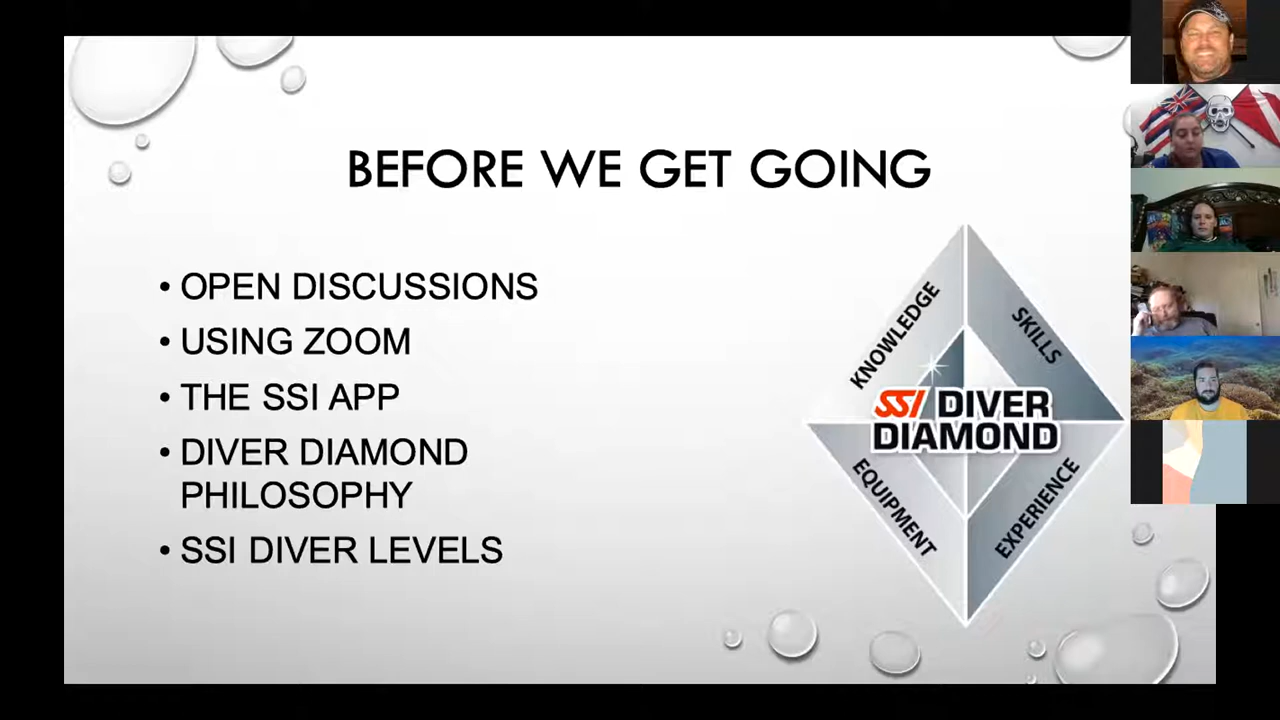 BEFORE WE GET GOING
• OPEN DISCUSSIONS
• USING ZOOM
• THE SSI APP
• DIVER DIAMOND
PHILOSOPHY
• SSI DIVER LEVELS
KNOWLEDGE
SKILLS
SSI DIVER
DIAMOND
EQUIPMENT
EXPERIENCE